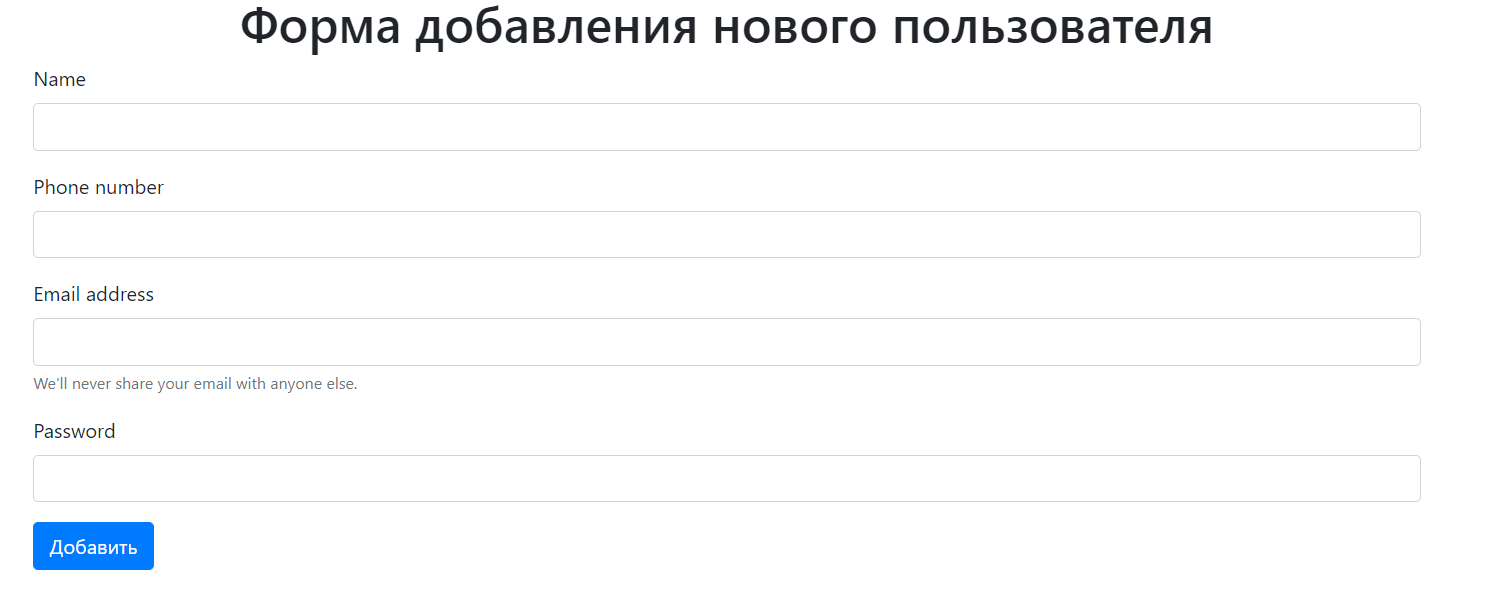 Форма добавления нового пользователя
Name
Phone number
Email address
We'll never share your email with anyone else.
Password
Добавить